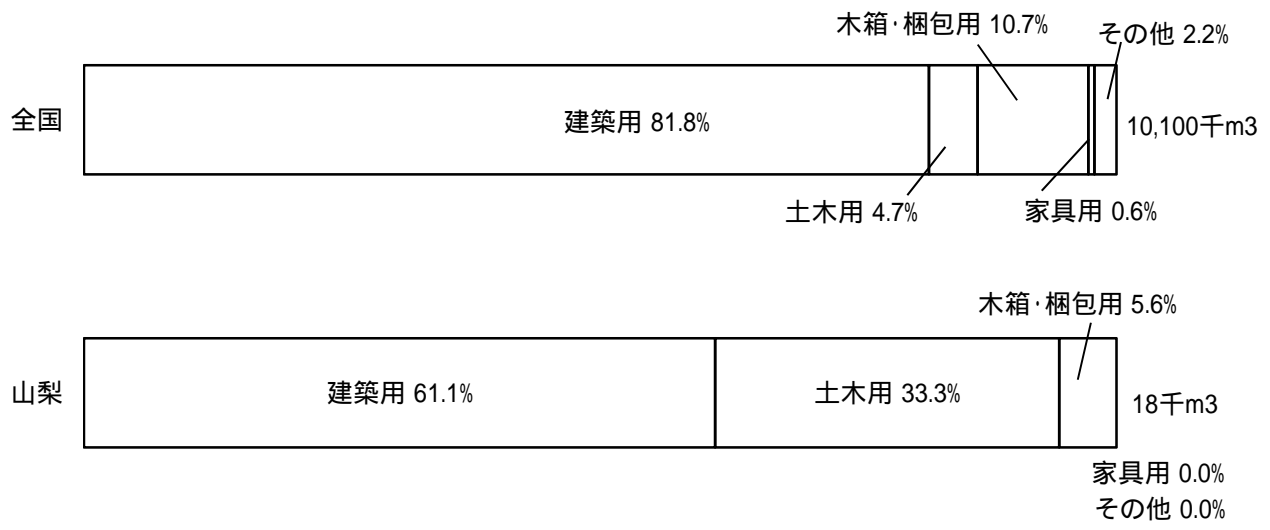 木箱･梱包用 10.7%
その他 2.2%
全国
建築用 81.8%
10,100千m3
土木用 4.7%
家具用 0.6%
木箱･梱包用 5.6%
山梨
建築用 61.1%
土木用 33.3%
18千m3
家具用 0.0%
その他 0.0%